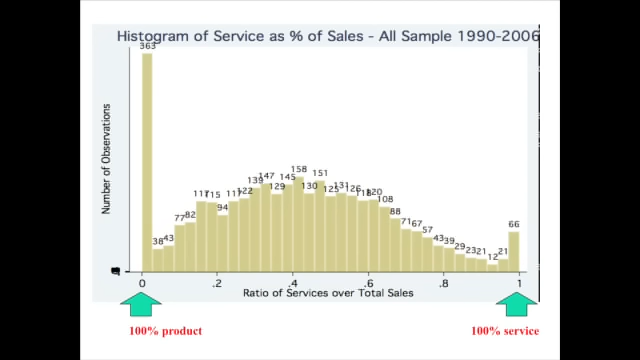 Histogram of Service as % of Sales - All Sample 1990-2006
363
38 43 77 82 117 115 94 117 122 139 147 129 145 158 130 151 125 131 126 118 120 108 88 71 67 57 43 39 29 23 21 12 21 66
Number of Observations
0 .2 .4 .6 .8 1
Ratio of Services over Total Sales
100% product 100% service